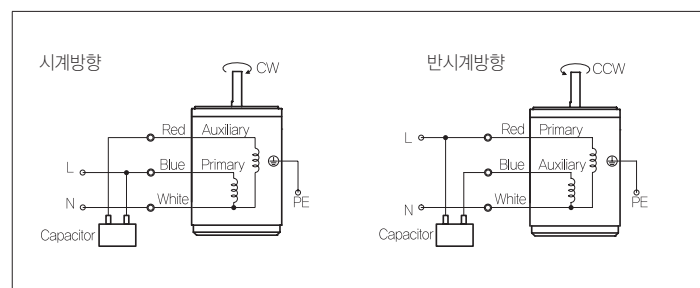 시계방향
CW
Red Auxiliary
L Blue Primary
N White
PE
Capacitor
반시계방향
CCW
L Red Primary
Blue Auxiliary
N White
PE
Capacitor